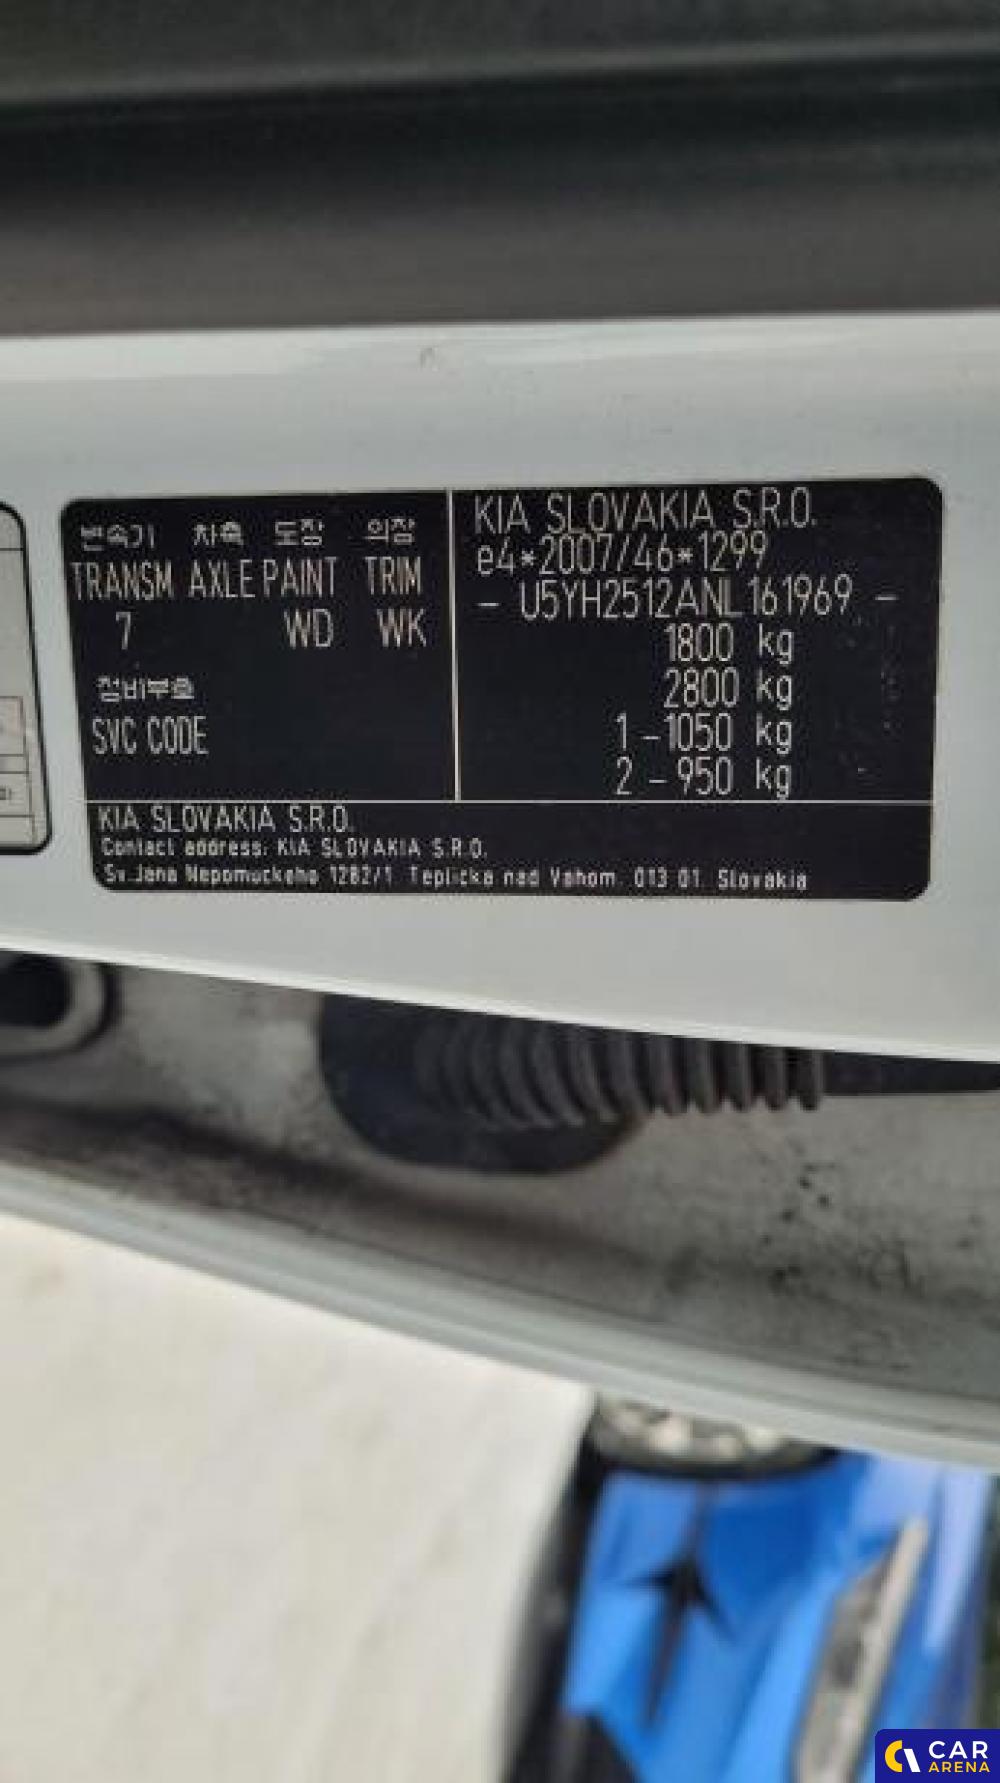 변속기 차축 도장 의장
TRANSM AXLE PAINT TRIM
7 WD WK
정비부호
SVC CODE
KIA SLOVAKIA S.R.O.
e4*2007/46*1299
- U5YH2512ANL161969 -
1800 kg
2800 kg
1 -1050 kg
2 - 950 kg
KIA SLOVAKIA S.R.O.
Contact address: KIA SLOVAKIA S.R.O.
Sv.Jana Nepomuckeho 1282/1 Teplicka nad Vahom. 013 01. Slovakia
CAR
ARENA